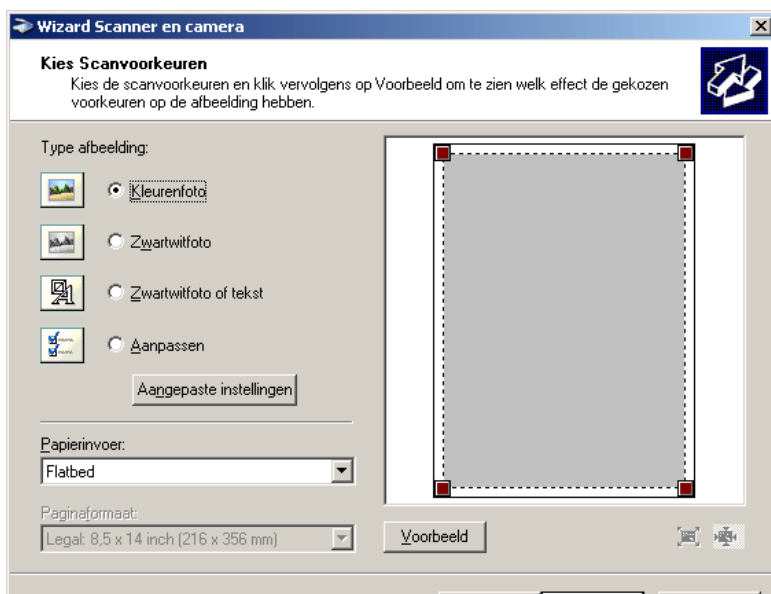 Wizard Scanner en camera
Kies Scanvoorkeuren
Kies de scanvoorkeuren en klik vervolgens op Voorbeeld om te zien welk effect de gekozen
voorkeuren op de afbeelding hebben.
Type afbeelding:
Kleurenfoto
Zwartwitfoto
Zwartwitfoto of tekst
Aanpassen
Aangepaste instellingen
Papierinvoer:
Flatbed
Paginaformaat:
Legal: 8,5 x 14 inch (216 x 356 mm)
Voorbeeld